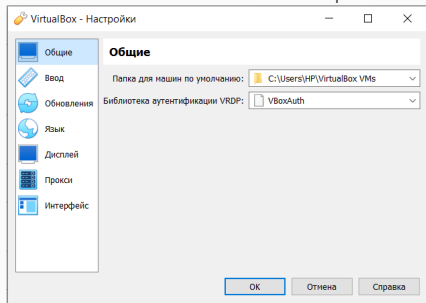 VirtualBox - Настройки
Общие
Ввод
Обновления
Язык
Дисплей
Прокси
Интерфейс
Общие
Папка для машин по умолчанию: C:\Users\HP\VirtualBox VMs
Библиотека аутентификации VRDP: VBoxAuth
OK Отмена Справка